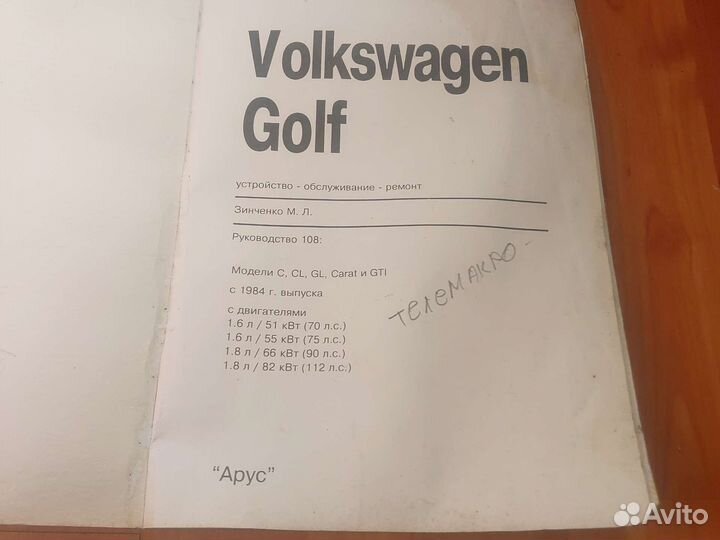 Volkswagen
Golf
устройство - обслуживание - ремонт
Зинченко М. Л.
Руководство 108:
Модели C, CL, GL, Carat и GTI
с 1984 г. выпуска
с двигателями
1.6 л / 51 кВт (70 л.с.)
1.6 л / 55 кВт (75 л.с.)
1.8 л / 66 кВт (90 л.с.)
1.8 л / 82 кВт (112 л.с.)
телеМАКРО -
“Арус”
Avito